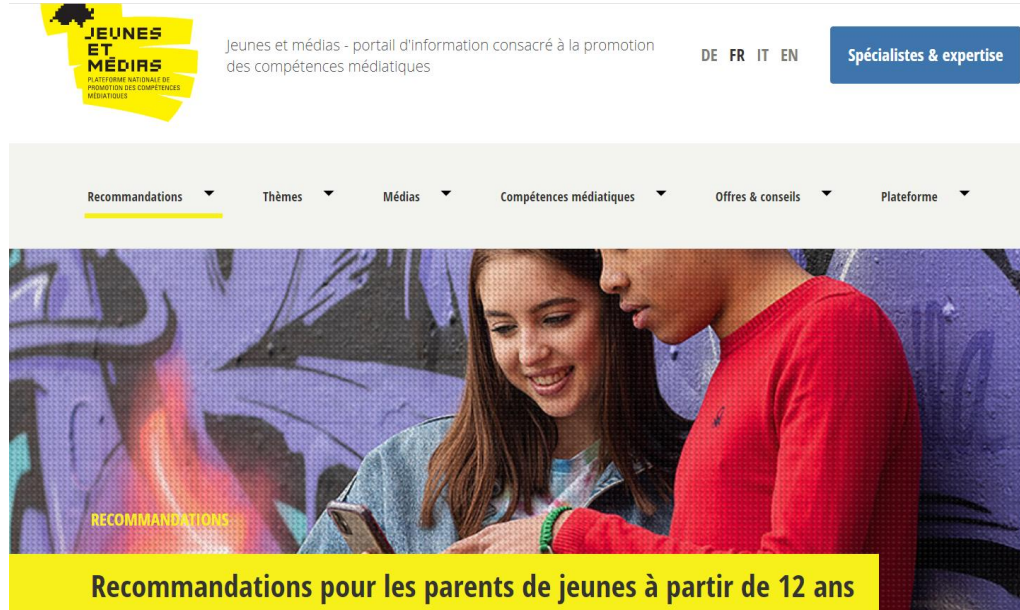 JEUNES
ET
MÉDIAS
PLATEFORME NATIONALE DE
PROMOTION DES COMPÉTENCES
MÉDIATIQUES
Jeunes et médias - portail d'information consacré à la promotion
des compétences médiatiques
DE FR IT EN
Spécialistes & expertise
Recommandations Thèmes Médias Compétences médiatiques Offres & conseils Plateforme
RECOMMANDATIONS
Recommandations pour les parents de jeunes à partir de 12 ans